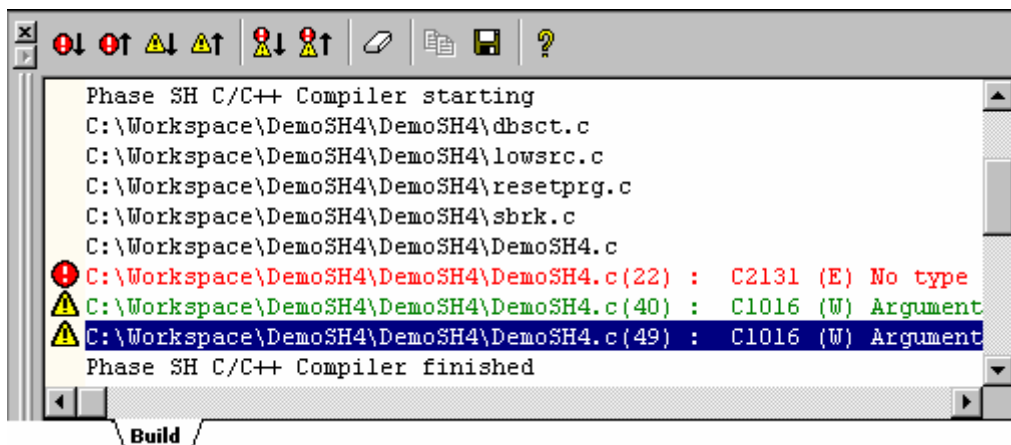 Phase SH C/C++ Compiler starting
C:\Workspace\DemoSH4\DemoSH4\dbsct.c
C:\Workspace\DemoSH4\DemoSH4\lowsrc.c
C:\Workspace\DemoSH4\DemoSH4\resetprg.c
C:\Workspace\DemoSH4\DemoSH4\sbrk.c
C:\Workspace\DemoSH4\DemoSH4\DemoSH4.c
C:\Workspace\DemoSH4\DemoSH4\DemoSH4.c(22) : C2131 (E) No type
C:\Workspace\DemoSH4\DemoSH4\DemoSH4.c(40) : C1016 (W) Argument
C:\Workspace\DemoSH4\DemoSH4\DemoSH4.c(49) : C1016 (W) Argument
Phase SH C/C++ Compiler finished
Build